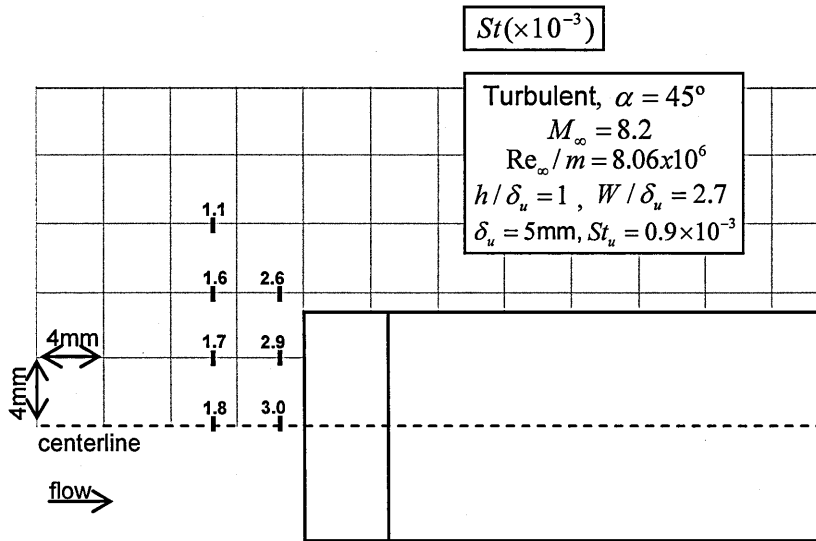 St(×10⁻³)
Turbulent, α = 45º
M∞ = 8.2
Re∞ / m = 8.06x10⁶
h / δᵤ = 1 , W / δᵤ = 2.7
δᵤ = 5mm, Stᵤ = 0.9×10⁻³
1.1
1.6 2.6
4mm 1.7 2.9
4mm 1.8 3.0
centerline
flow